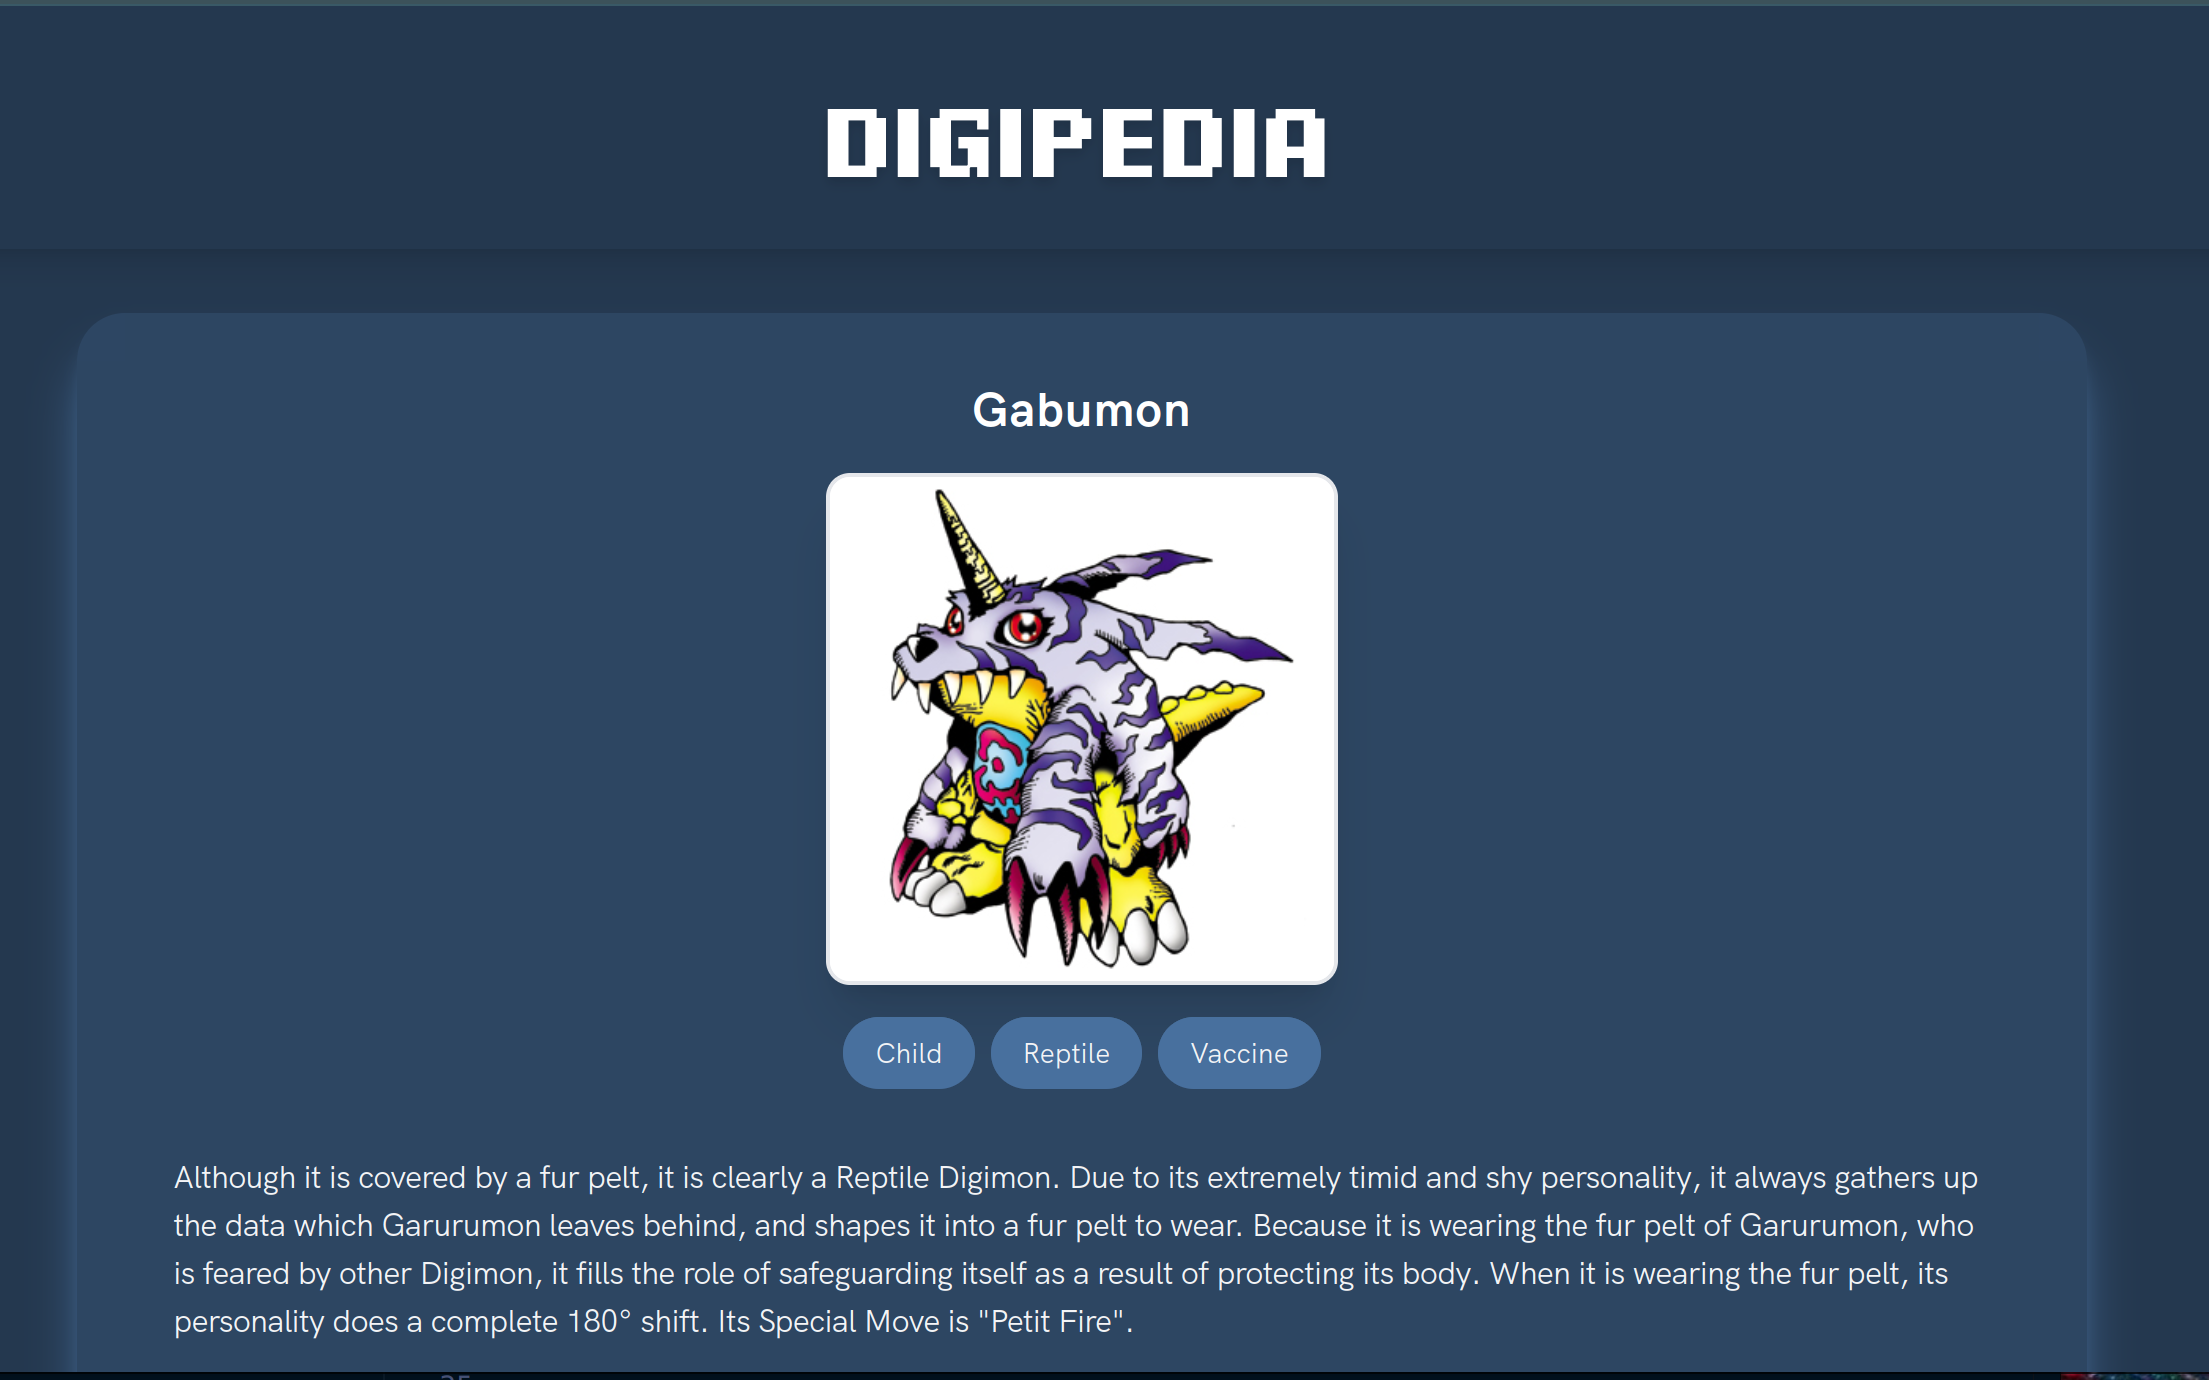 DIGIPEDIA
Gabumon
Child
Reptile
Vaccine
Although it is covered by a fur pelt, it is clearly a Reptile Digimon. Due to its extremely timid and shy personality, it always gathers up
the data which Garurumon leaves behind, and shapes it into a fur pelt to wear. Because it is wearing the fur pelt of Garurumon, who
is feared by other Digimon, it fills the role of safeguarding itself as a result of protecting its body. When it is wearing the fur pelt, its
personality does a complete 180° shift. Its Special Move is "Petit Fire".